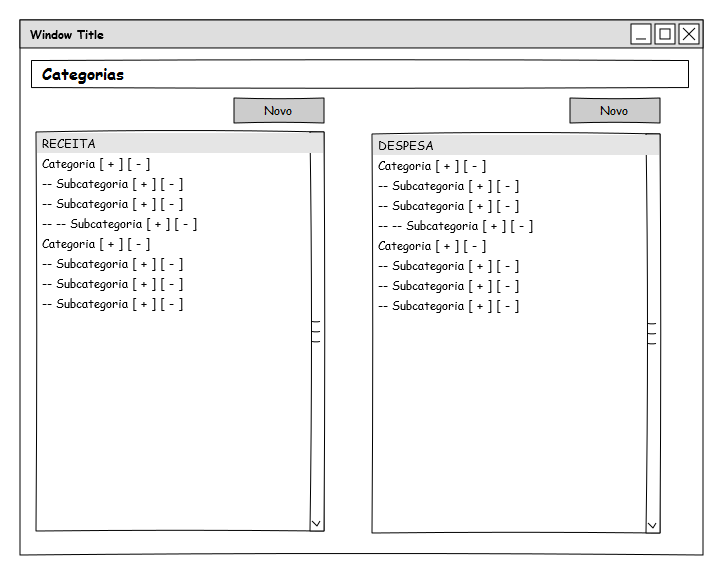 Window Title
Categorias
Novo
RECEITA
Categoria [ + ] [ - ]
-- Subcategoria [ + ] [ - ]
-- Subcategoria [ + ] [ - ]
-- -- Subcategoria [ + ] [ - ]
Categoria [ + ] [ - ]
-- Subcategoria [ + ] [ - ]
-- Subcategoria [ + ] [ - ]
-- Subcategoria [ + ] [ - ]
Novo
DESPESA
Categoria [ + ] [ - ]
-- Subcategoria [ + ] [ - ]
-- Subcategoria [ + ] [ - ]
-- -- Subcategoria [ + ] [ - ]
Categoria [ + ] [ - ]
-- Subcategoria [ + ] [ - ]
-- Subcategoria [ + ] [ - ]
-- Subcategoria [ + ] [ - ]